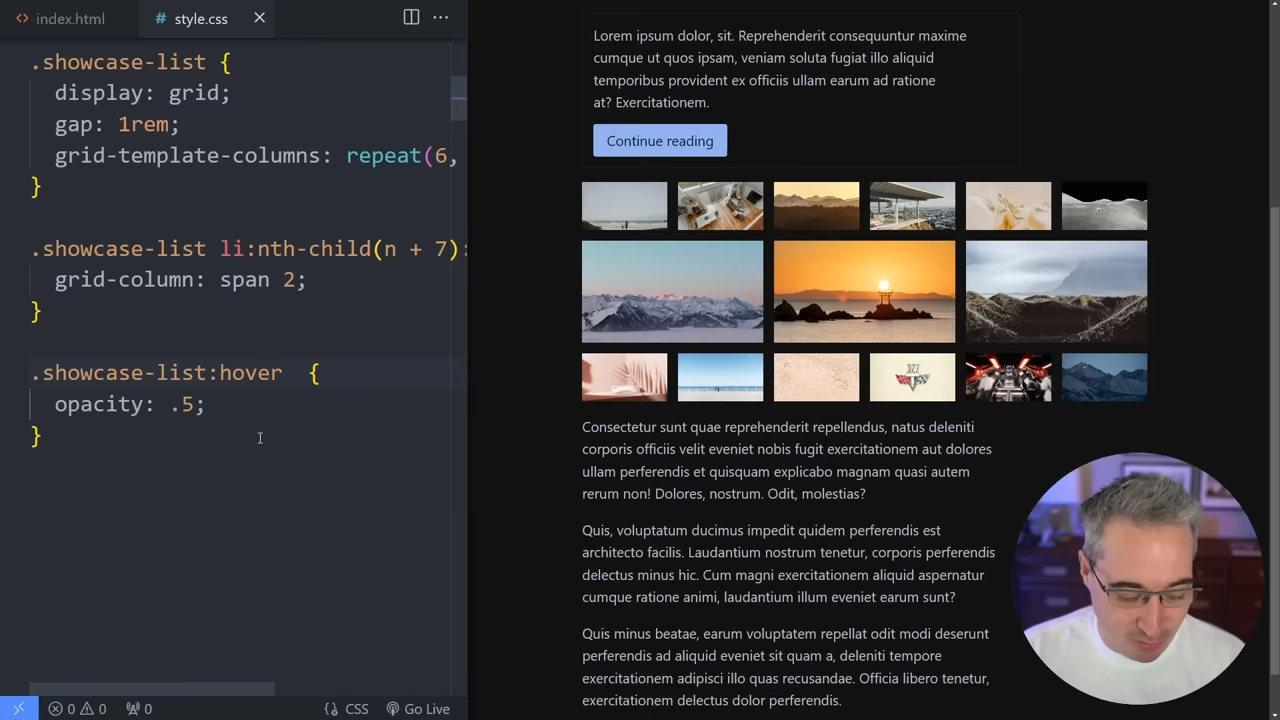 index.html
# style.css
.showcase-list {
display: grid;
gap: 1rem;
grid-template-columns: repeat(6,
}
.showcase-list li:nth-child(n + 7):
grid-column: span 2;
}
.showcase-list:hover {
opacity: .5;
}
0 0 0 CSS Go Live
Lorem ipsum dolor, sit. Reprehenderit consequuntur maxime
cumque ut quos ipsam, veniam soluta fugiat illo aliquid
temporibus provident ex officiis ullam earum ad ratione
at? Exercitationem.
Continue reading
327
Consectetur sunt quae reprehenderit repellendus, natus deleniti
corporis officiis velit eveniet nobis fugit exercitationem aut dolores
ullam perferendis et quisquam explicabo magnam quasi autem
rerum non! Dolores, nostrum. Odit, molestias?
Quis, voluptatum ducimus impedit quidem perferendis est
architecto facilis. Laudantium nostrum tenetur, corporis perferendis
delectus minus hic. Cum magni exercitationem aliquid aspernatur
cumque ratione animi, laudantium illum eveniet earum sunt?
Quis minus beatae, earum voluptatem repellat odit modi deserunt
perferendis ad aliquid eveniet sit quam a, deleniti tempore
exercitationem adipisci illo quas recusandae. Officia libero tenetur,
exercitationem delectus dolor perferendis.